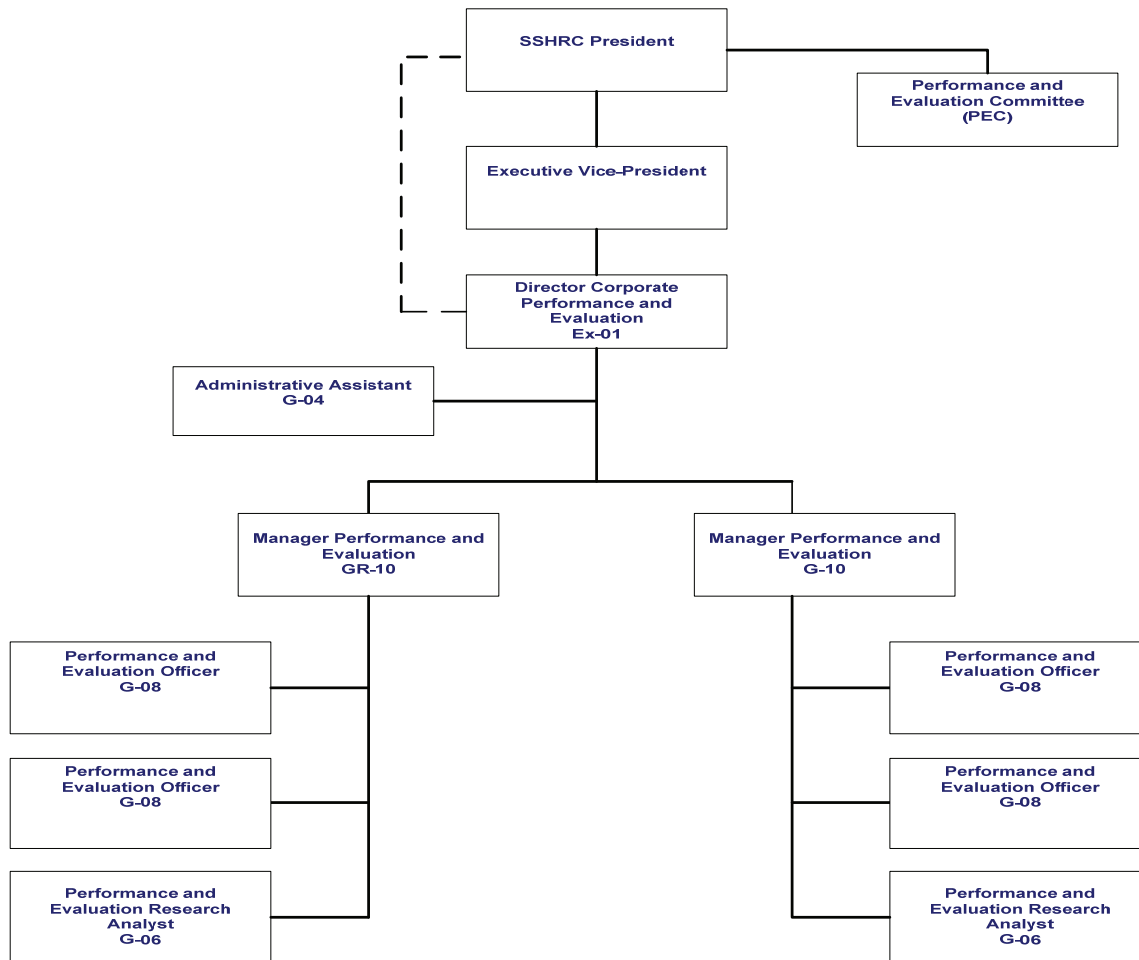 SSHRC President
Performance and
Evaluation Committee
(PEC)
Executive Vice-President
Director Corporate
Performance and
Evaluation
Ex-01
Administrative Assistant
G-04
Manager Performance and
Evaluation
GR-10
Manager Performance and
Evaluation
G-10
Performance and
Evaluation Officer
G-08
Performance and
Evaluation Officer
G-08
Performance and
Evaluation Officer
G-08
Performance and
Evaluation Officer
G-08
Performance and
Evaluation Research
Analyst
G-06
Performance and
Evaluation Research
Analyst
G-06